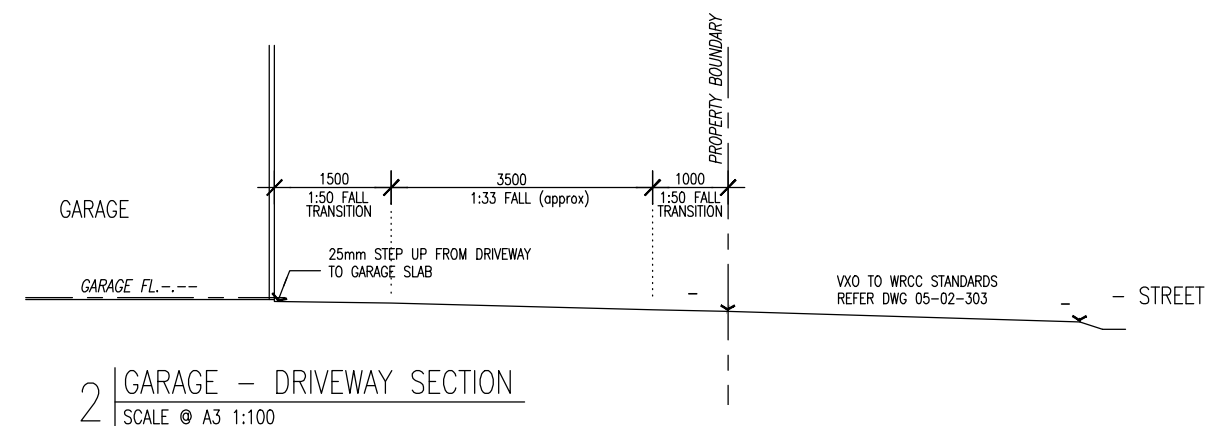 PROPERTY BOUNDARY
1500
3500
1000
1:50 FALL
TRANSITION
1:33 FALL (approx)
1:50 FALL
TRANSITION
GARAGE
25mm STEP UP FROM DRIVEWAY
TO GARAGE SLAB
GARAGE FL.-.--
VXO TO WRCC STANDARDS
REFER DWG 05-02-303
- STREET
2
GARAGE - DRIVEWAY SECTION
SCALE @ A3 1:100